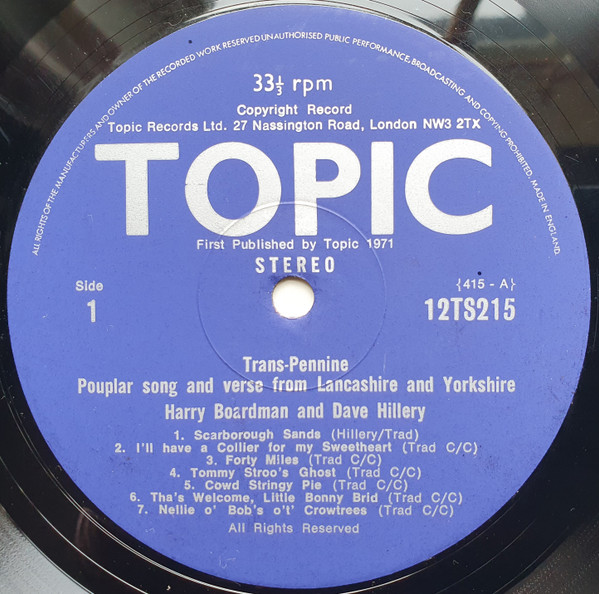 ALL RIGHTS OF THE MANUFACTURERS AND OWNER OF THE RECORDED WORK RESERVED UNAUTHORISED PUBLIC PERFORMANCE, BROADCASTING AND COPYING PROHIBITED. MADE IN ENGLAND.
33⅓ rpm
Copyright Record
Topic Records Ltd. 27 Nassington Road, London NW3 2TX
TOPIC
First Published by Topic 1971
STEREO
Side
1
{415 - A}
12TS215
Trans-Pennine
Pouplar song and verse from Lancashire and Yorkshire
Harry Boardman and Dave Hillery
1. Scarborough Sands (Hillery/Trad)
2. I'll have a Collier for my Sweetheart (Trad C/C)
3. Forty Miles (Trad C/C)
4. Tommy Stroo's Ghost (Trad C/C)
5. Cowd Stringy Pie (Trad C/C)
6. Tha's Welcome, Little Bonny Brid (Trad C/C)
7. Nellie o' Bob's o't' Crowtrees (Trad C/C)
All Rights Reserved